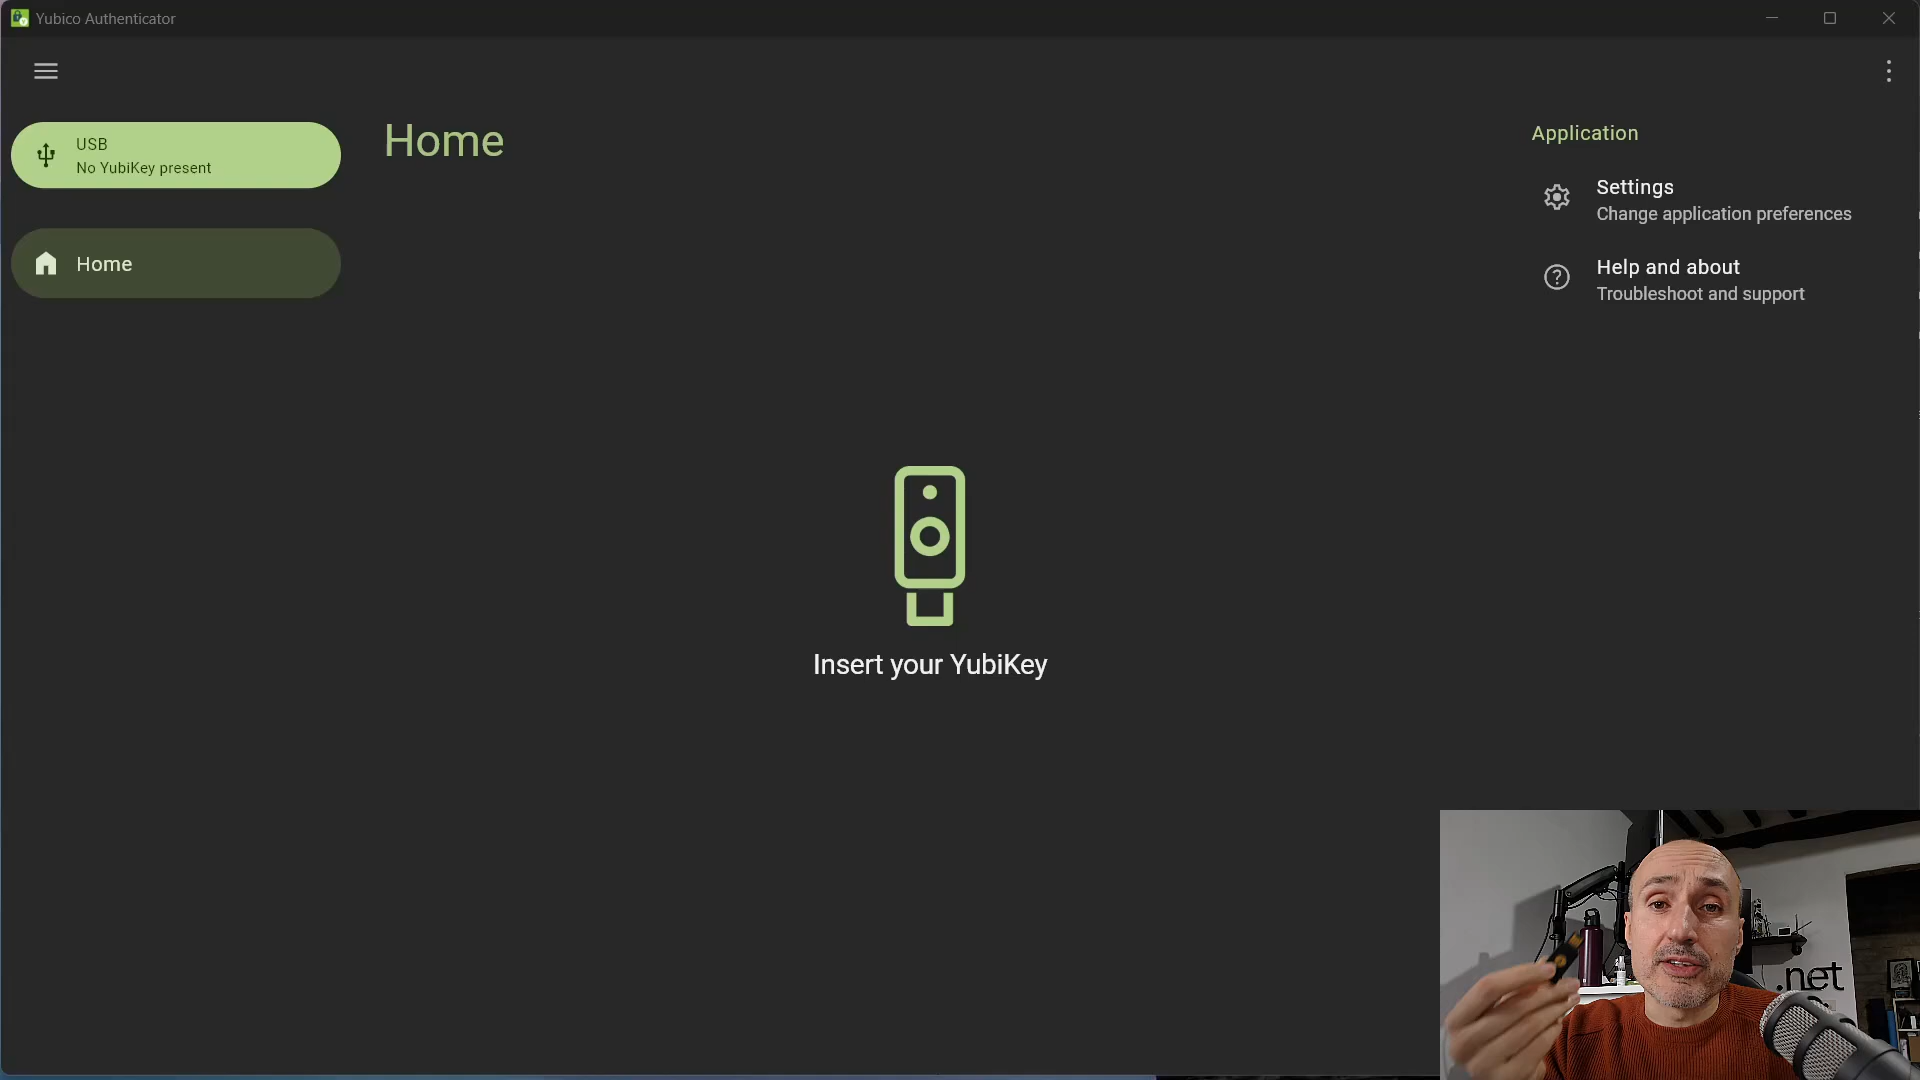 Yubico Authenticator
USB
No YubiKey present
Home
Home
Application
Settings
Change application preferences
Help and about
Troubleshoot and support
Insert your YubiKey
.net